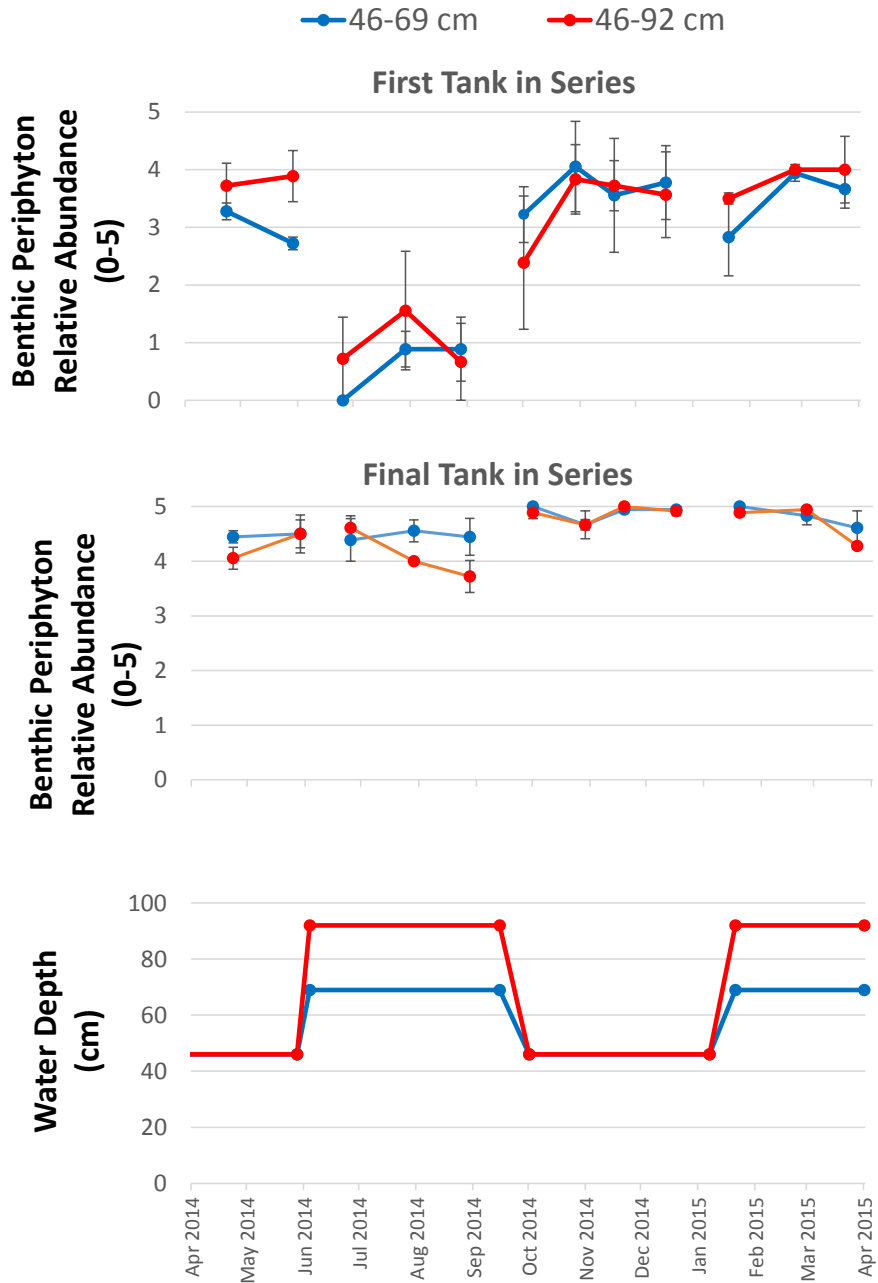 46-69 cm 46-92 cm
First Tank in Series
Benthic Periphyton
Relative Abundance
(0-5)
5
4
3
2
1
0
Final Tank in Series
Benthic Periphyton
Relative Abundance
(0-5)
5
4
3
2
1
0
Water Depth
(cm)
100
80
60
40
20
0
Apr 2014
May 2014
Jun 2014
Jul 2014
Aug 2014
Sep 2014
Oct 2014
Nov 2014
Dec 2014
Jan 2015
Feb 2015
Mar 2015
Apr 2015